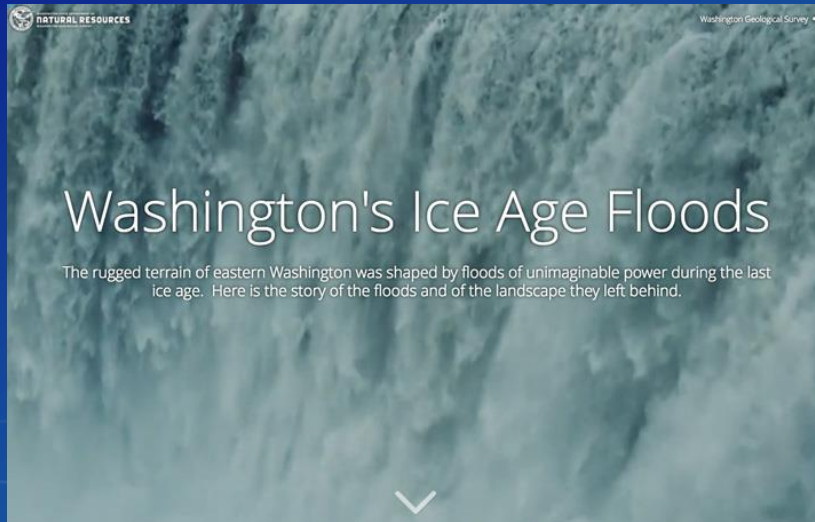 NATURAL RESOURCES
Washington Geological Survey
Washington's Ice Age Floods
The rugged terrain of eastern Washington was shaped by floods of unimaginable power during the last
ice age. Here is the story of the floods and of the landscape they left behind.